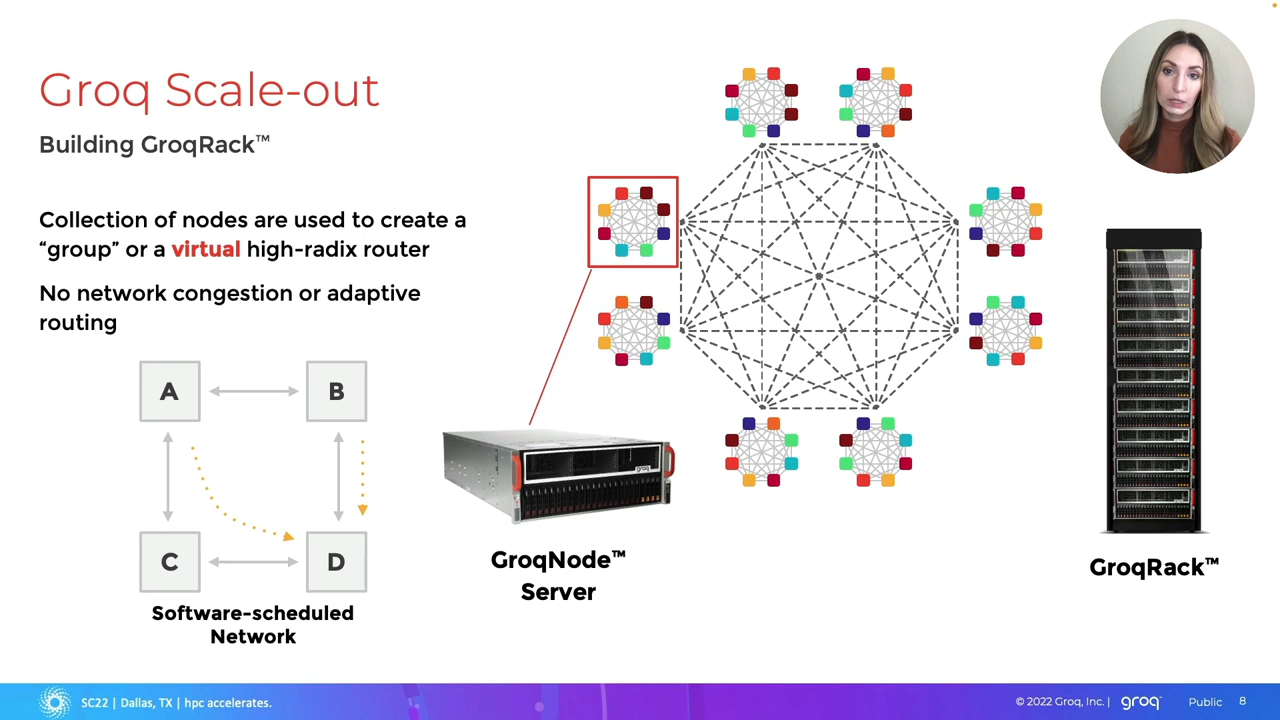 Groq Scale-out
Building GroqRack™
Collection of nodes are used to create a
“group” or a virtual high-radix router
No network congestion or adaptive
routing
A
B
C
D
Software-scheduled
Network
GroqNode™
Server
GroqRack™
SC22 | Dallas, TX | hpc accelerates.
© 2022 Groq, Inc. |
groq™
Public
8